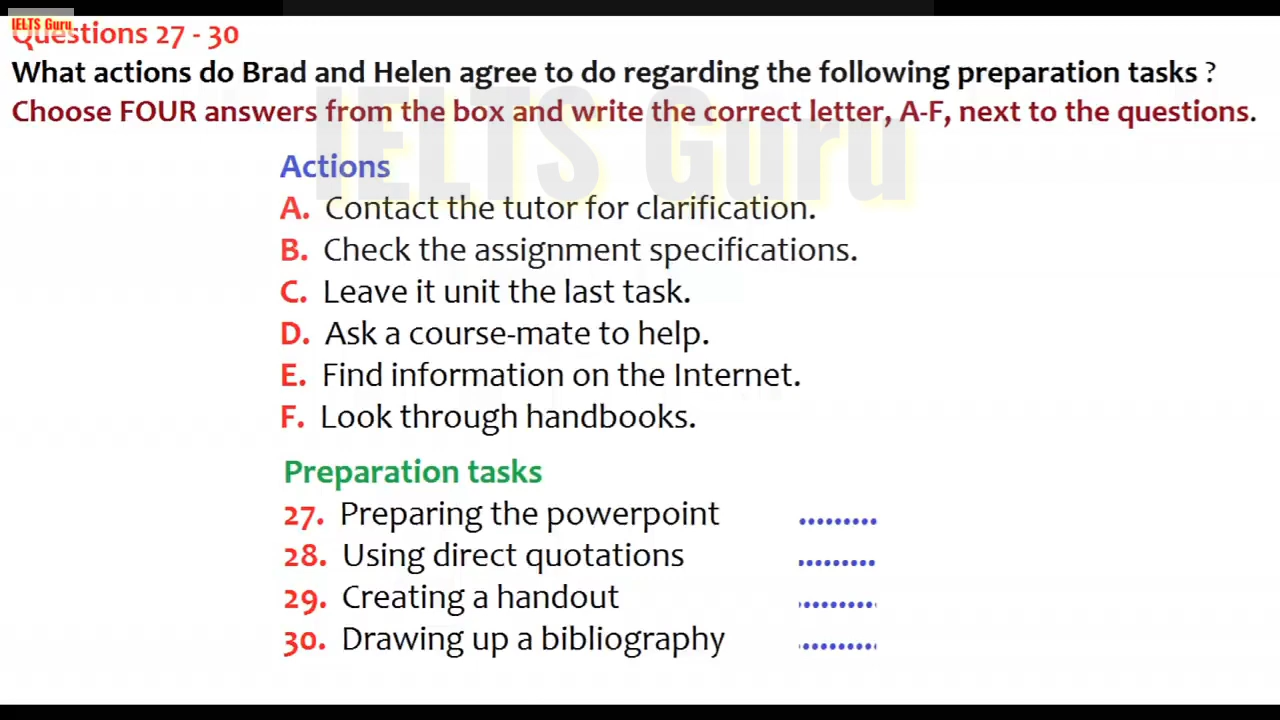 IELTS Guru
Questions 27 - 30
What actions do Brad and Helen agree to do regarding the following preparation tasks ?
Choose FOUR answers from the box and write the correct letter, A-F, next to the questions.
IELTS Guru
Actions
A. Contact the tutor for clarification.
B. Check the assignment specifications.
C. Leave it unit the last task.
D. Ask a course-mate to help.
E. Find information on the Internet.
F. Look through handbooks.
Preparation tasks
27. Preparing the powerpoint .........
28. Using direct quotations .........
29. Creating a handout .........
30. Drawing up a bibliography .........